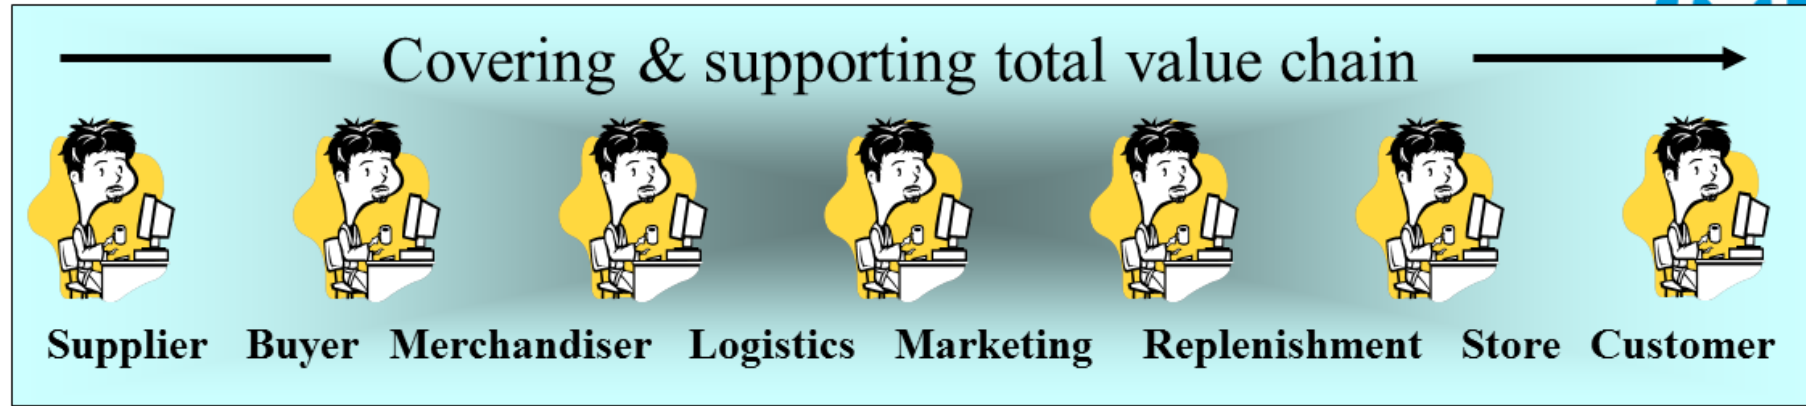 Covering & supporting total value chain
Supplier Buyer Merchandiser Logistics Marketing Replenishment Store Customer